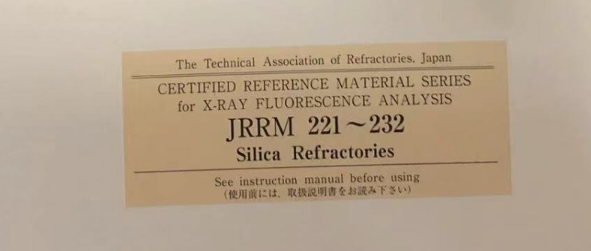 The Technical Association of Refractories, Japan
CERTIFIED REFERENCE MATERIAL SERIES
for X-RAY FLUORESCENCE ANALYSIS
JRRM 221～232
Silica Refractories
See instruction manual before using
(使用前には、取扱説明書をお読み下さい)